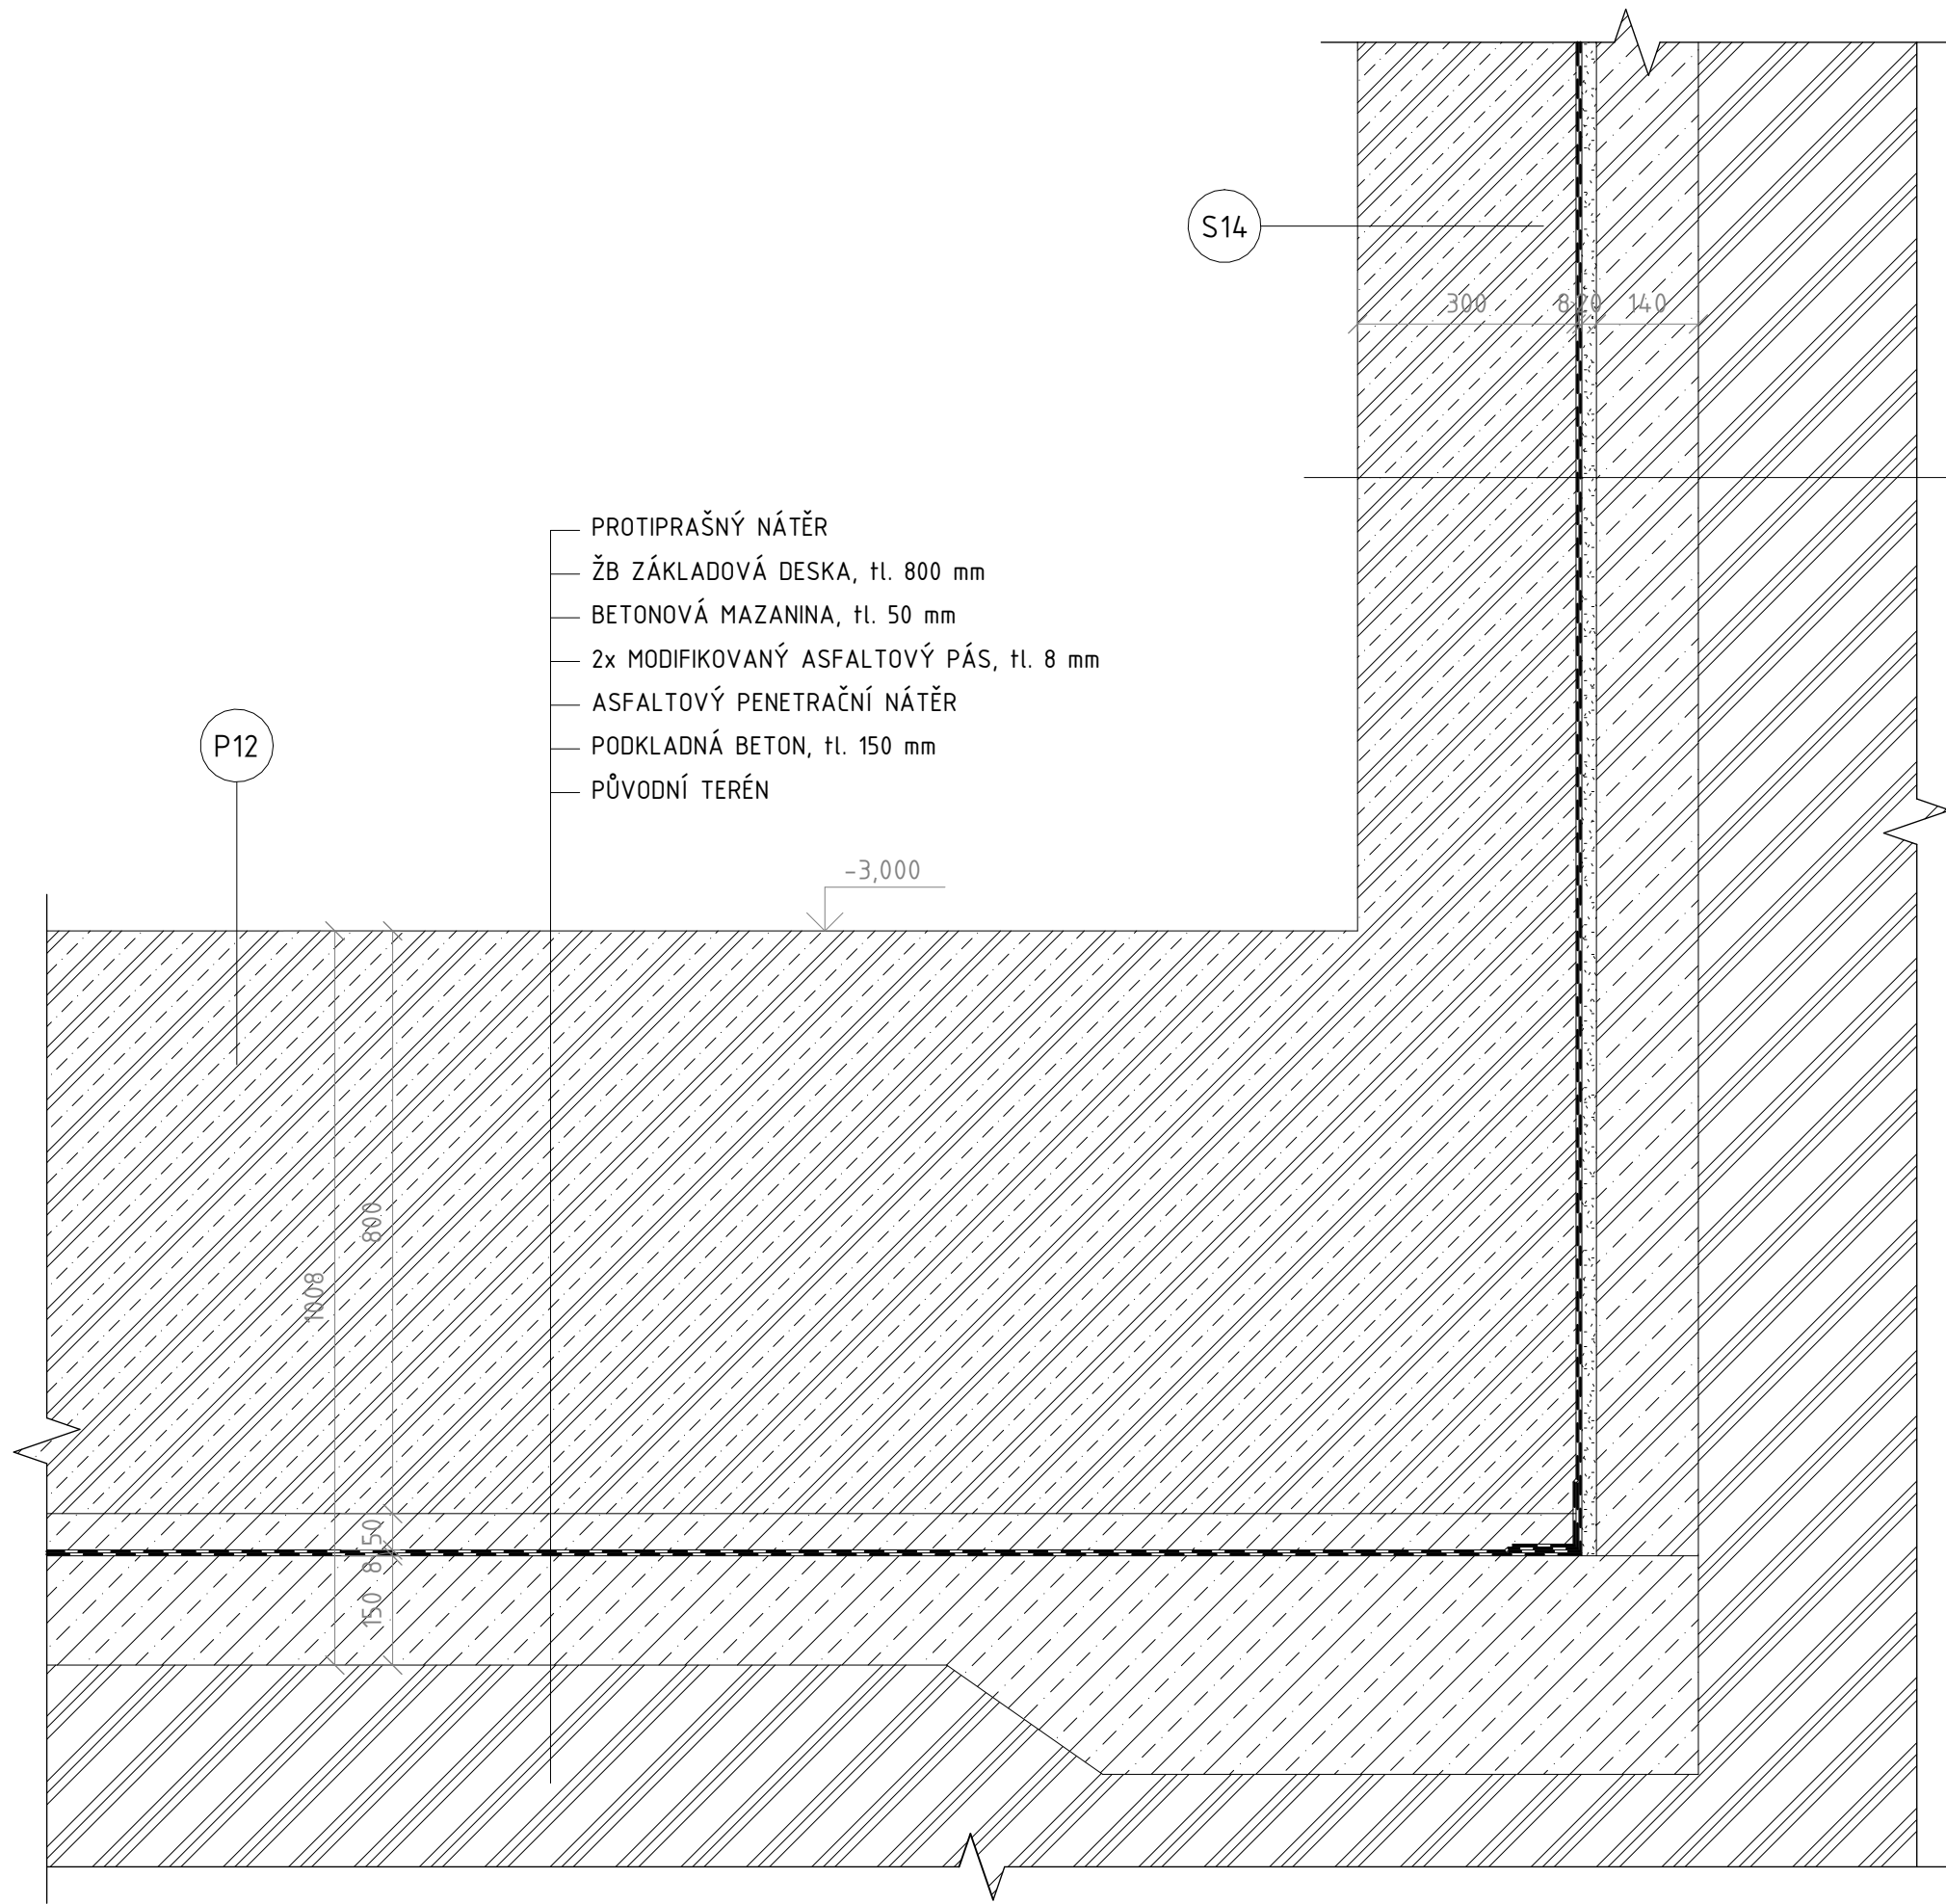 S14
300
8
20
140
PROTIPRAŠNÝ NÁTĚR
ŽB ZÁKLADOVÁ DESKA, tl. 800 mm
BETONOVÁ MAZANINA, tl. 50 mm
2x MODIFIKOVANÝ ASFALTOVÝ PÁS, tl. 8 mm
ASFALTOVÝ PENETRAČNÍ NÁTĚR
PODKLADNÁ BETON, tl. 150 mm
PŮVODNÍ TERÉN
P12
-3,000
800
1008
50
8
150